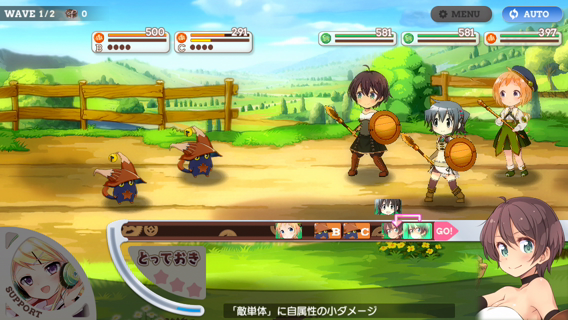 WAVE 1/2 0
MENU
AUTO
500
B
291
C
581
581
397
B
C
GO!
とっておき
SUPPORT
「敵単体」に自属性の小ダメージ